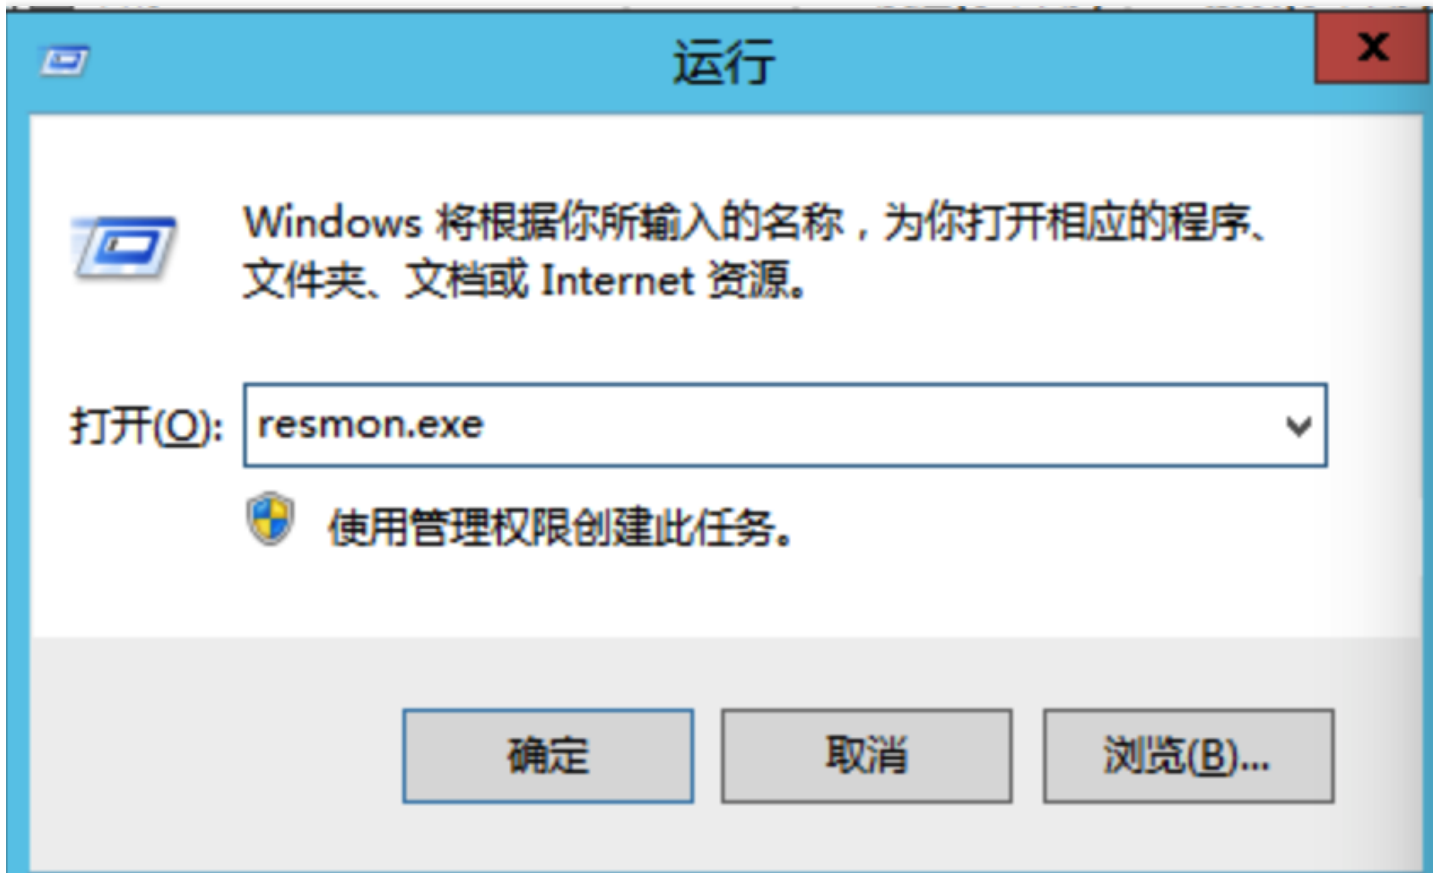 运行
Windows 将根据你所输入的名称，为你打开相应的程序、
文件夹、文档或 Internet 资源。
打开(O): resmon.exe
使用管理权限创建此任务。
确定 取消 浏览(B)...